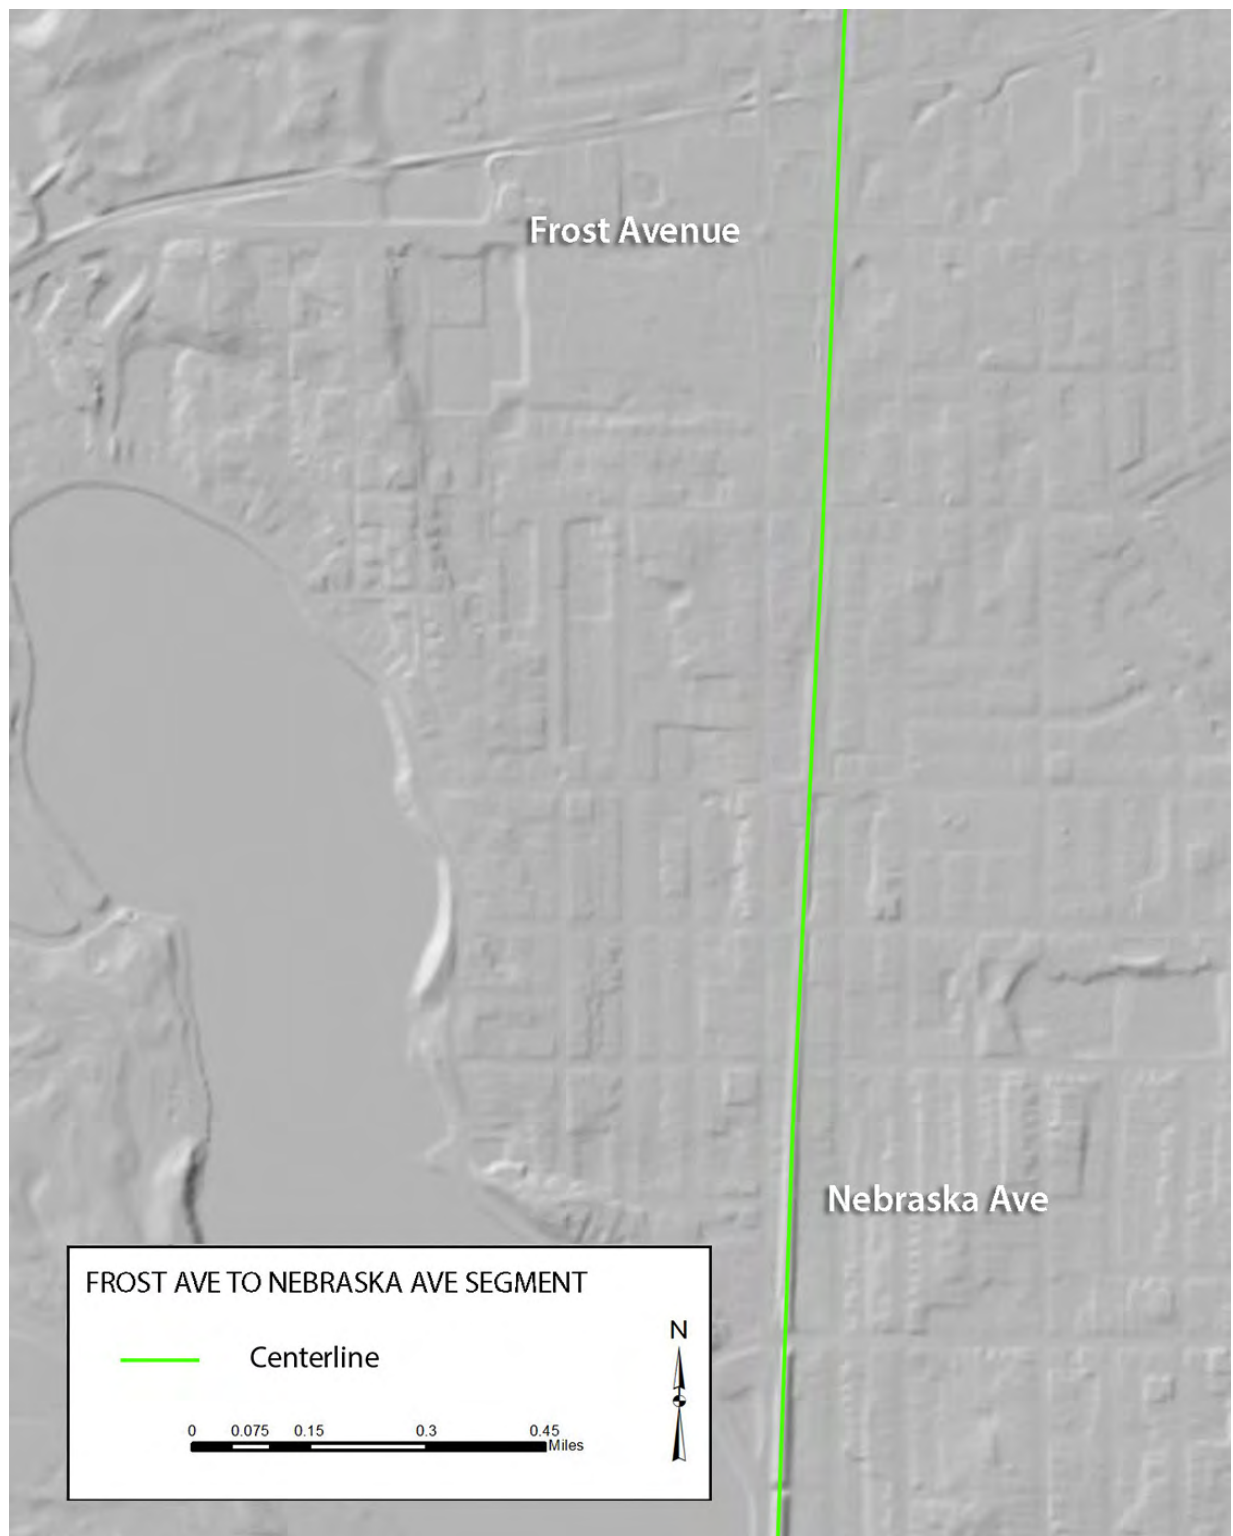 Frost Avenue
Nebraska Ave
FROST AVE TO NEBRASKA AVE SEGMENT
N
Centerline
0 0.075 0.15 0.3 0.45
Miles